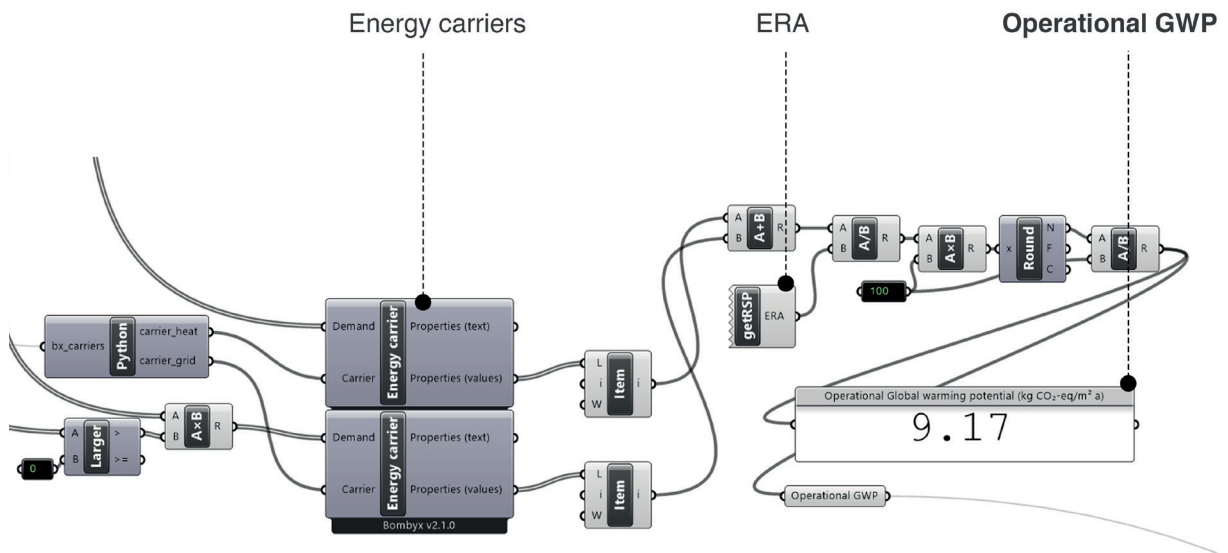 Energy carriers
ERA
Operational GWP
A
B
A+B
R
A
B
A/B
R
A
B
A×B
R
x
Round
N
F
C
A
B
A/B
R
100
getRSP
ERA
bx_carriers
Python
carrier_heat
carrier_grid
Demand
Carrier
Energy carrier
Properties (text)
Properties (values)
L
i
W
Item
i
Operational Global warming potential (kg CO₂-eq/m² a)
9.17
A
B
Larger
>
>=
0
A
B
A×B
R
Demand
Carrier
Energy carrier
Properties (text)
Properties (values)
Bombyx v2.1.0
L
i
W
Item
i
Operational GWP